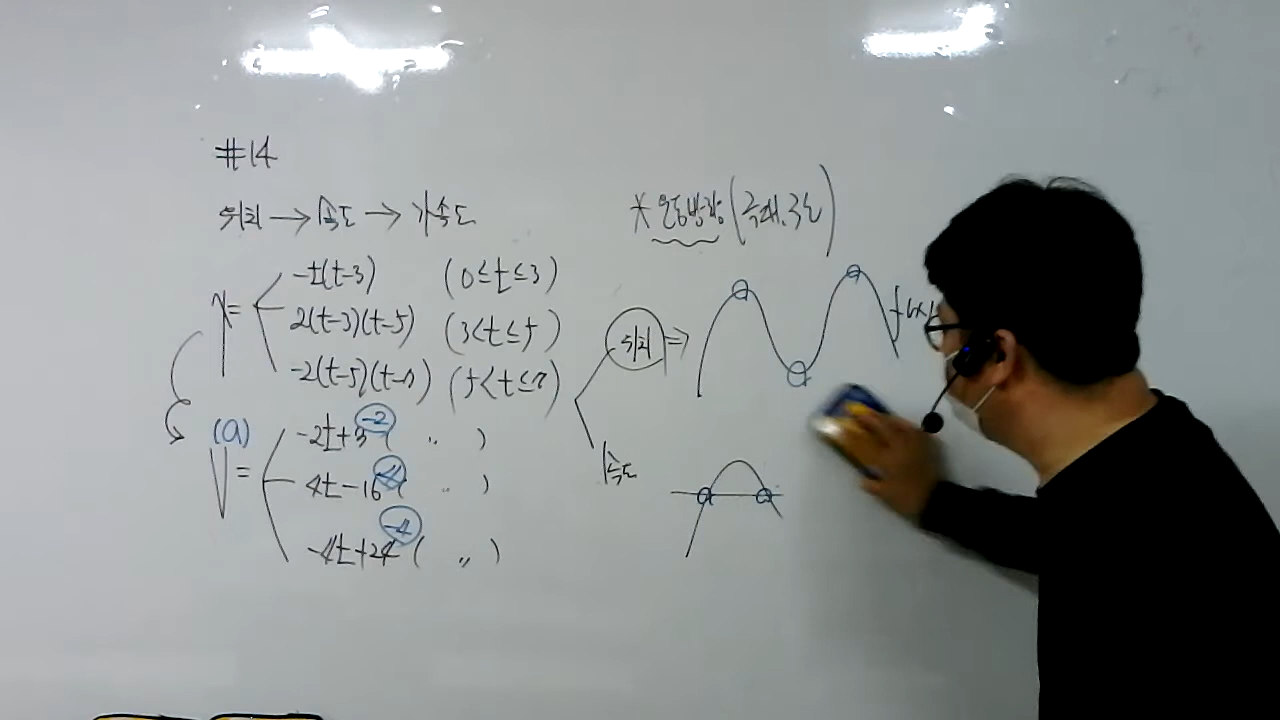 #14
위치 → 속도 → 가속도
x=
-t(t-3) (0≤t≤3)
2(t-3)(t-5) (3<t≤5)
-2(t-5)(t-7) (5<t≤7)
(a)
V=
-2t+3 -2 ( 〃 )
4t-16 4 ( 〃 )
-4t+24 -4 ( 〃 )
* 운동방향 (극대, 극소)
위치 ⇒
속도